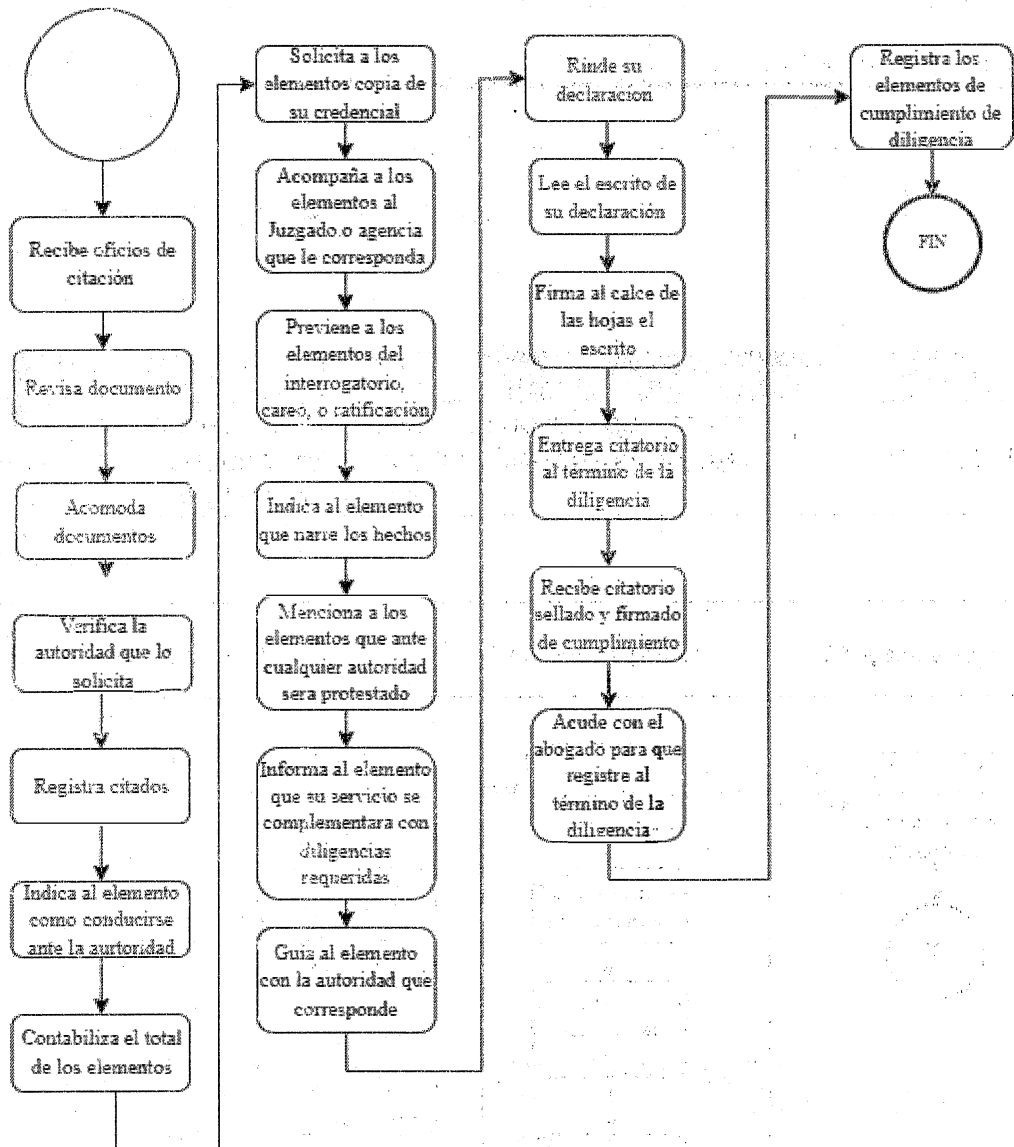 Recibe oficios de
citación
Revisa documento
Acomoda
documentos
Verifica la
autoridad que lo
solicita
Registra citados
Indica al elemento
como conducirse
ante la aurtoridad
Contabiliza el total
de los elementos
Solicita a los
elementos copia de
su credencial
Acompaña a los
elementos al
Juzgado o agencia
que le corresponda
Previene a los
elementos del
interrogatorio,
careo, o ratificación
Indica al elemento
que narre los hechos
Menciona a los
elementos que ante
cualquier autoridad
sera protestado
Informa al elemento
que su servicio se
complementara con
diligencias
requeridas
Guia al elemento
con la autoridad que
corresponde
Rinde su
declaracion
Lee el escrito de
su declaración
Firma al calce de
las hojas el
escrito
Entrega citatorio
al término de la
diligencia
Recibe citatorio
sellado y firmado
de cumplimiento
Acude con el
abogado para que
registre al
término de la
diligencia
Registra los
elementos de
cumplimiento de
diligencia
FIN